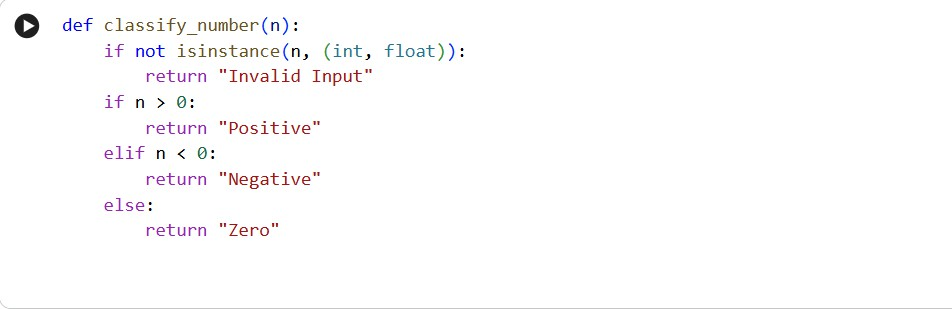 def classify_number(n):
    if not isinstance(n, (int, float)):
        return "Invalid Input"
    if n > 0:
        return "Positive"
    elif n < 0:
        return "Negative"
    else:
        return "Zero"